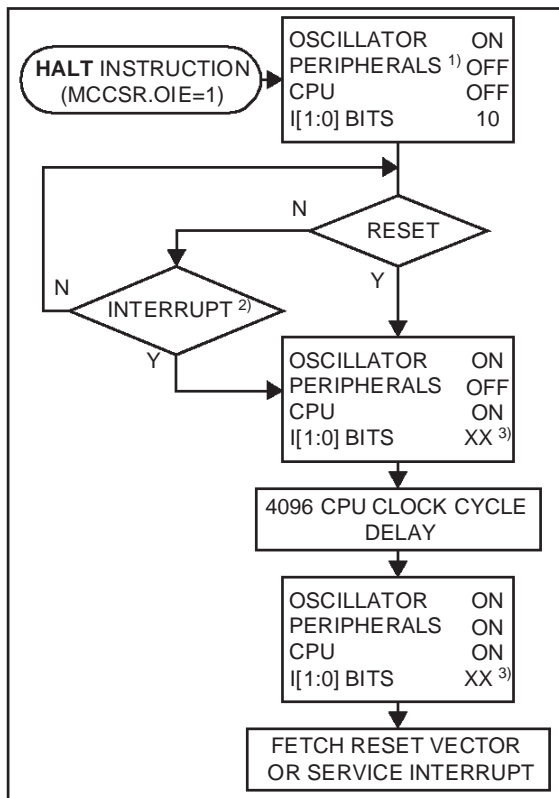 HALT INSTRUCTION
(MCCSR.OIE=1)
OSCILLATOR ON
PERIPHERALS 1) OFF
CPU OFF
I[1:0] BITS 10
RESET
N
Y
INTERRUPT 2)
N
Y
OSCILLATOR ON
PERIPHERALS OFF
CPU ON
I[1:0] BITS XX 3)
4096 CPU CLOCK CYCLE
DELAY
OSCILLATOR ON
PERIPHERALS ON
CPU ON
I[1:0] BITS XX 3)
FETCH RESET VECTOR
OR SERVICE INTERRUPT